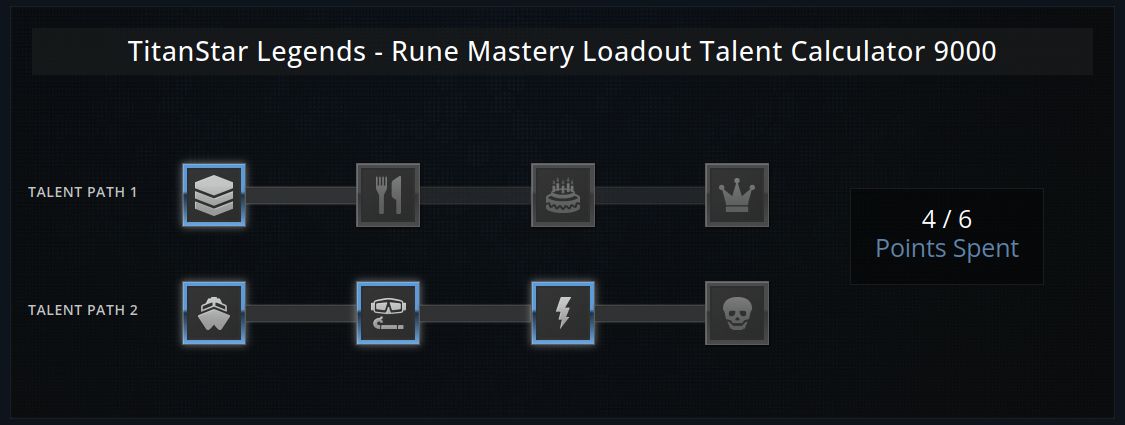 TitanStar Legends - Rune Mastery Loadout Talent Calculator 9000
TALENT PATH 1
4 / 6
Points Spent
TALENT PATH 2